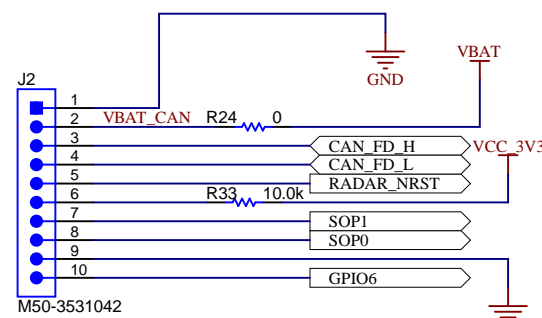 VBAT
GND
J2
1
2 VBAT_CAN R24 0
3 CAN_FD_H VCC_3V3
4 CAN_FD_L
5 RADAR_NRST
6 R33 10.0k
7 SOP1
8 SOP0
9
10 GPIO6
M50-3531042